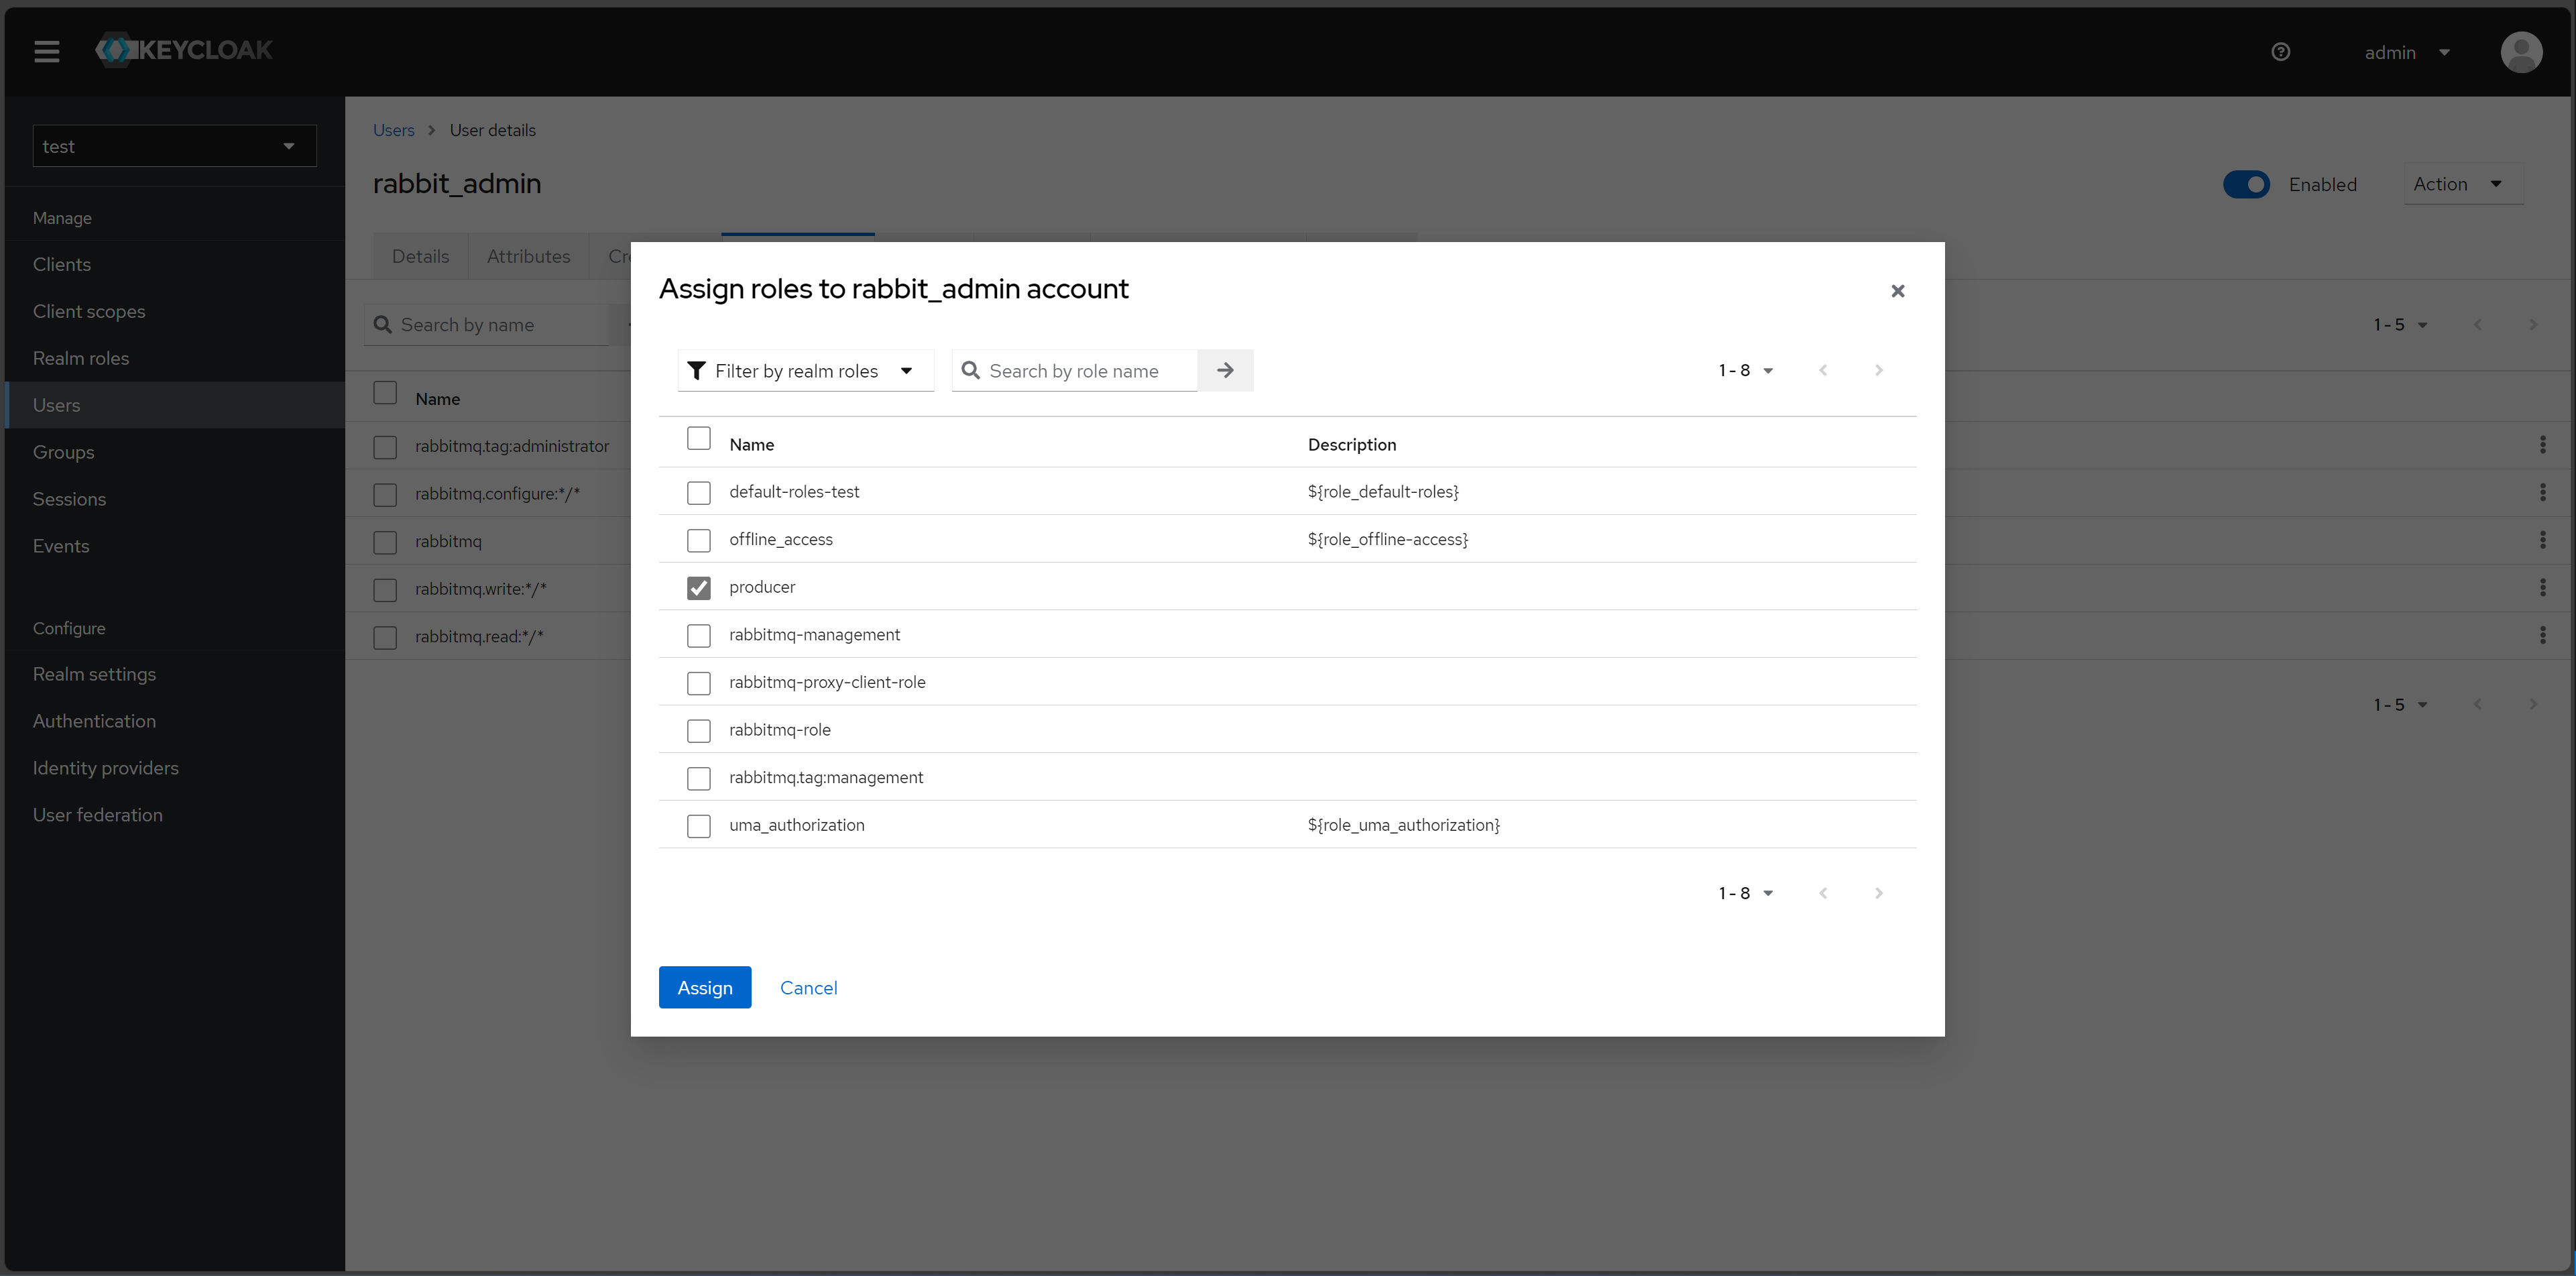 KEYCLOAK
admin
test
Manage
Clients
Client scopes
Realm roles
Users
Groups
Sessions
Events
Configure
Realm settings
Authentication
Identity providers
User federation
Users > User details
rabbit_admin
Enabled
Action
Details
Attributes
Search by name
1 - 5
Name
rabbitmq.tag:administrator
rabbitmq.configure:*/*
rabbitmq
rabbitmq.write:*/*
rabbitmq.read:*/*
1 - 5
Assign roles to rabbit_admin account
Filter by realm roles
Search by role name
1 - 8
Name Description
default-roles-test ${role_default-roles}
offline_access ${role_offline-access}
producer
rabbitmq-management
rabbitmq-proxy-client-role
rabbitmq-role
rabbitmq.tag:management
uma_authorization ${role_uma_authorization}
1 - 8
Assign
Cancel